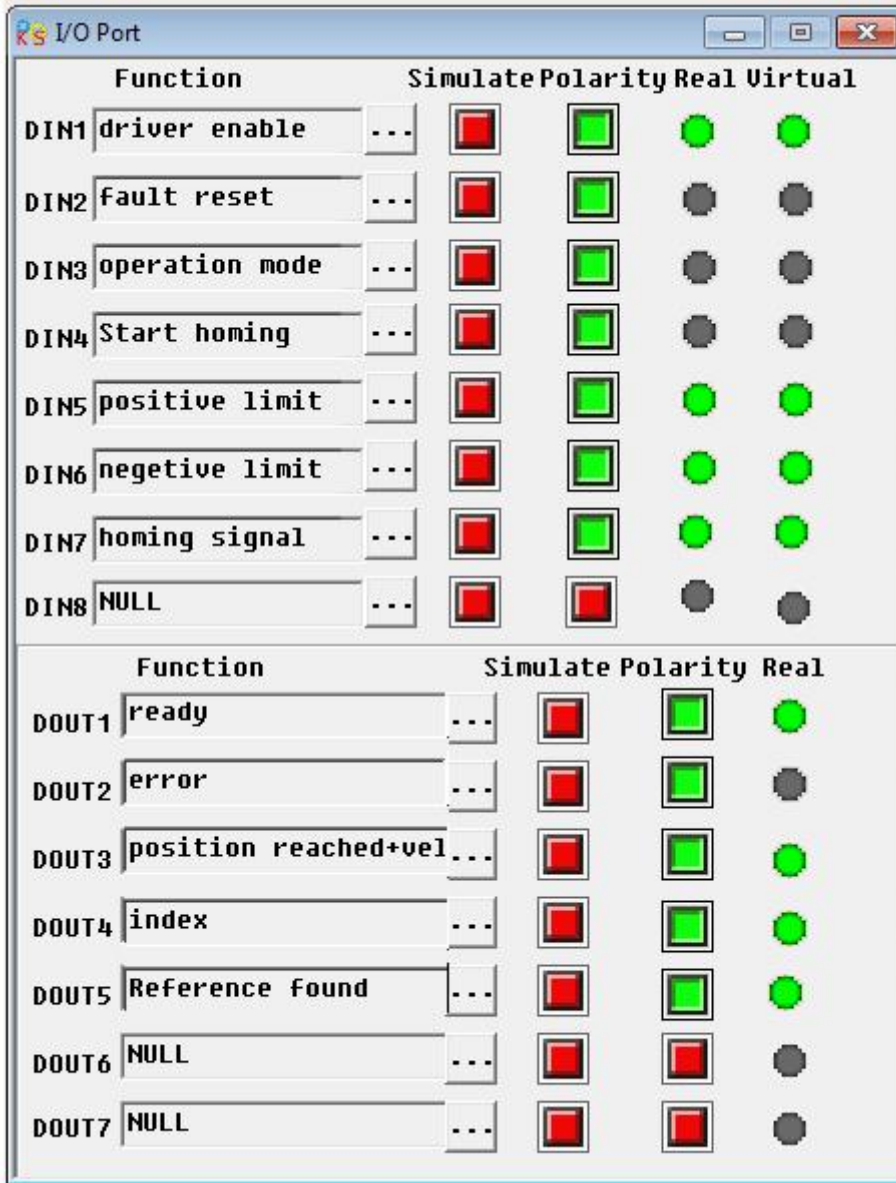 I/O Port
Function Simulate Polarity Real Virtual
DIN1 driver enable ...
DIN2 fault reset ...
DIN3 operation mode ...
DIN4 Start homing ...
DIN5 positive limit ...
DIN6 negetive limit ...
DIN7 homing signal ...
DIN8 NULL ...
Function Simulate Polarity Real
DOUT1 ready ...
DOUT2 error ...
DOUT3 position reached+vel ...
DOUT4 index ...
DOUT5 Reference found ...
DOUT6 NULL ...
DOUT7 NULL ...